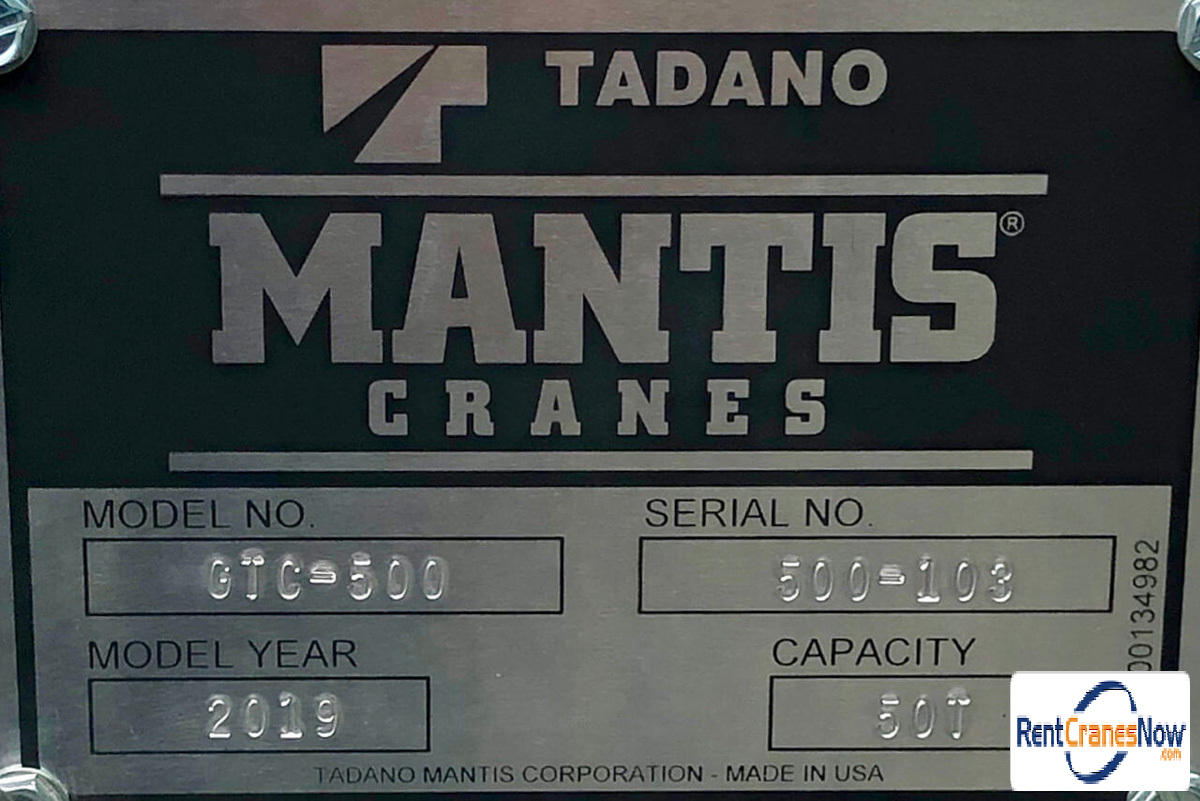 TADANO
MANTIS®
CRANES
MODEL NO.
GTC-500
SERIAL NO.
500-103
MODEL YEAR
2019
CAPACITY
50T
00134982
TADANO MANTIS CORPORATION - MADE IN USA
RentCranesNow
.com